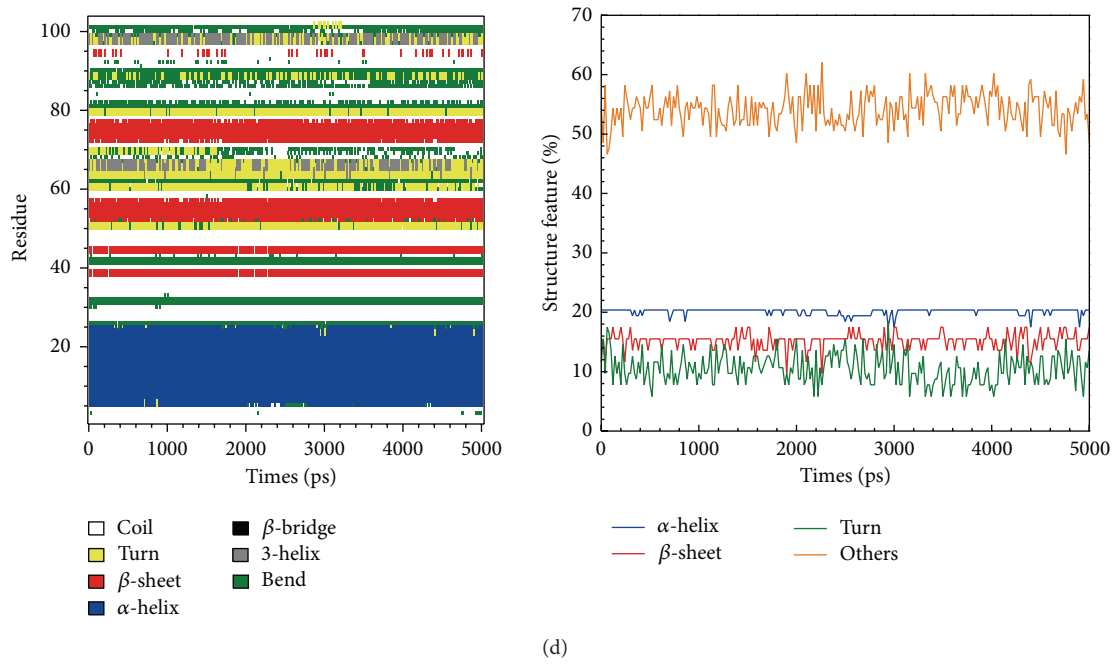 100
80
60
40
20
Residue
0 1000 2000 3000 4000 5000
Times (ps)
Coil
Turn
β-sheet
α-helix
β-bridge
3-helix
Bend
70
60
50
40
30
20
10
0
Structure feature (%)
0 1000 2000 3000 4000 5000
Times (ps)
α-helix
β-sheet
Turn
Others
(d)